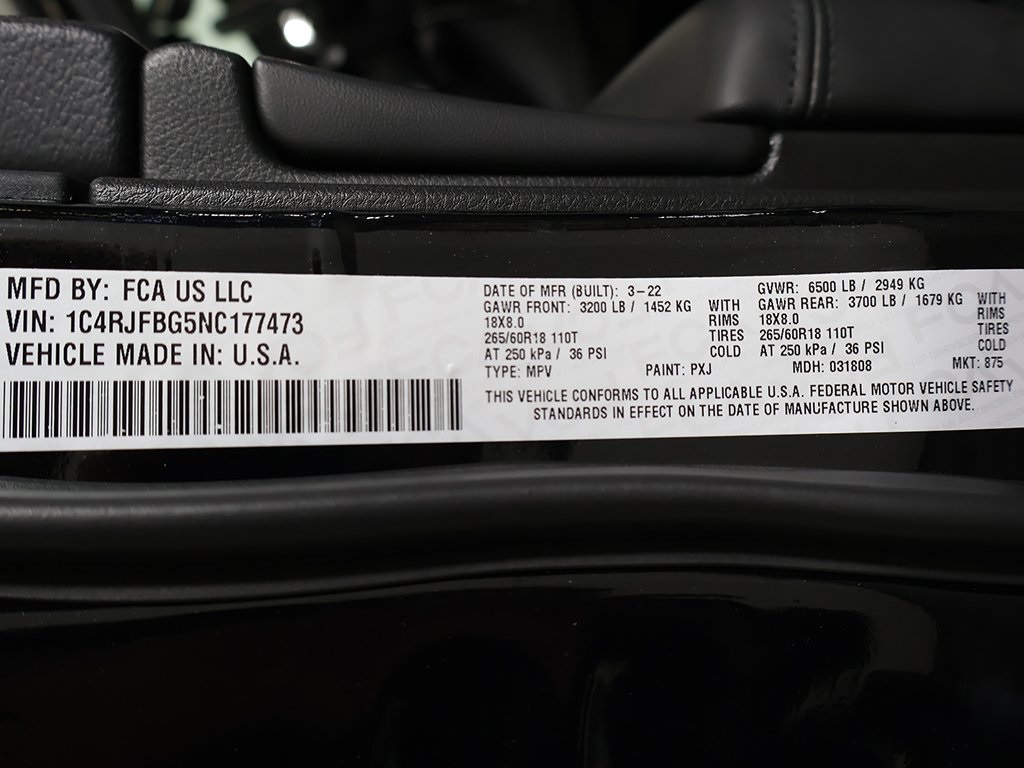 MFD BY: FCA US LLC
VIN: 1C4RJFBG5NC177473
VEHICLE MADE IN: U.S.A.
DATE OF MFR (BUILT): 3-22
GAWR FRONT: 3200 LB / 1452 KG WITH
18X8.0 RIMS
265/60R18 110T TIRES
AT 250 kPa / 36 PSI COLD
TYPE: MPV PAINT: PXJ
GVWR: 6500 LB / 2949 KG
GAWR REAR: 3700 LB / 1679 KG WITH
18X8.0 RIMS
265/60R18 110T TIRES
AT 250 kPa / 36 PSI COLD
MDH: 031808 MKT: 875
THIS VEHICLE CONFORMS TO ALL APPLICABLE U.S.A. FEDERAL MOTOR VEHICLE SAFETY
STANDARDS IN EFFECT ON THE DATE OF MANUFACTURE SHOWN ABOVE.